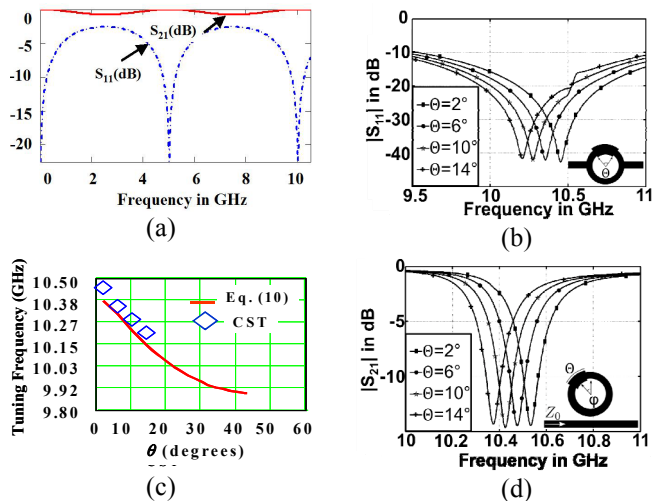 0
-5
-10
-15
-20
S21(dB)
S11(dB)
0 2 4 6 8 10
Frequency in GHz
(a)
|S11| in dB
0
-10
-20
-30
-40
-50
Θ=2°
Θ=6°
Θ=10°
Θ=14°
Θ
9.5 10 10.5 11
Frequency in GHz
(b)
Tuning Frequency (GHz)
10.50
10.38
10.27
10.15
10.03
9.92
9.80
Eq.(10)
CST
0 10 20 30 40 50 60
θ (degrees)
(c)
|S21| in dB
0
-5
-10
Θ=2°
Θ=6°
Θ=10°
Θ=14°
Θ
φ
Z0
10 10.2 10.4 10.6 10.8 11
Frequency in GHz
(d)